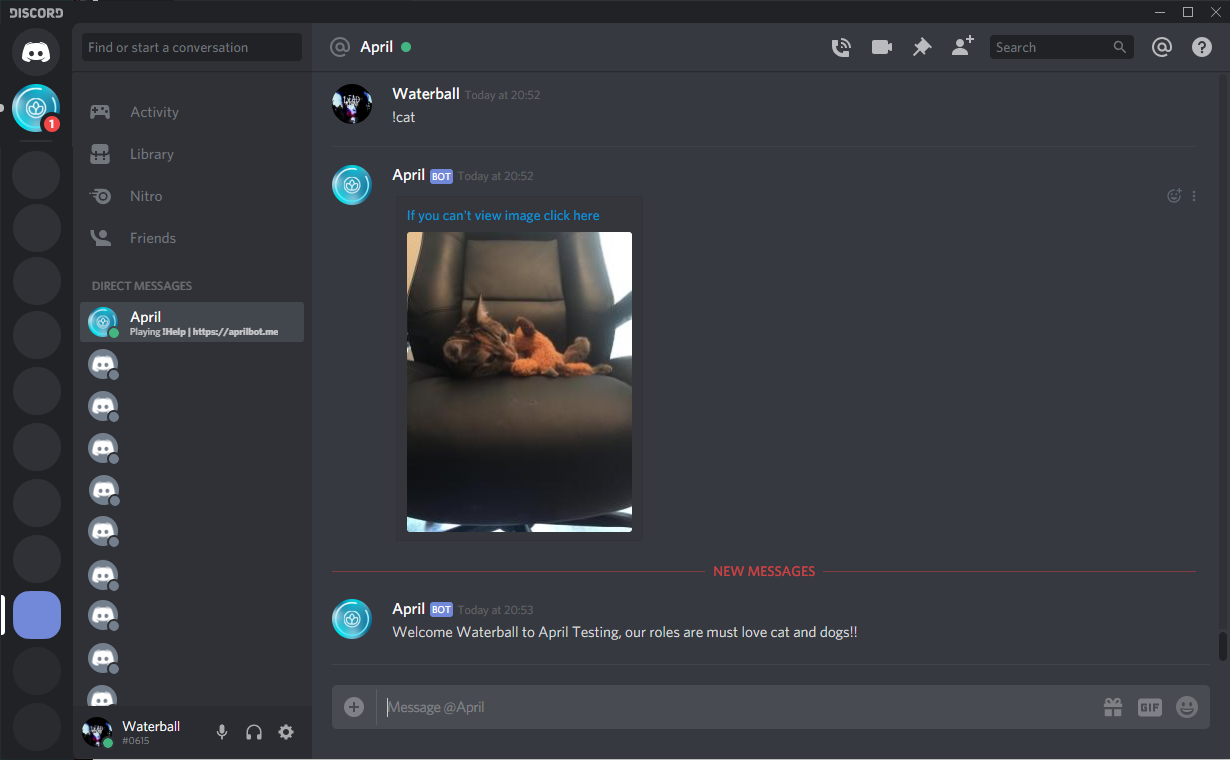 DISCORD
Find or start a conversation
1
Activity
Library
Nitro
Friends
DIRECT MESSAGES
April
Playing !Help | https://aprilbot.me
Waterball
#0615
April
Search
Waterball Today at 20:52
!cat
April BOT Today at 20:52
If you can't view image click here
NEW MESSAGES
April BOT Today at 20:53
Welcome Waterball to April Testing, our roles are must love cat and dogs!!
Message @April
GIF